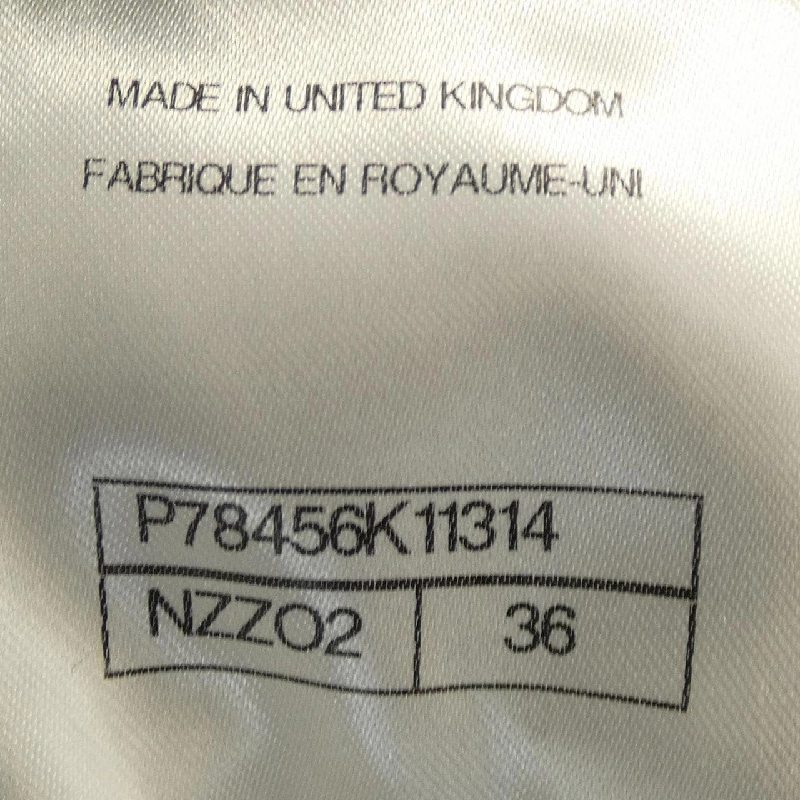 MADE IN UNITED KINGDOM
FABRIQUE EN ROYAUME-UNI
P78456K11314
NZZO2 36